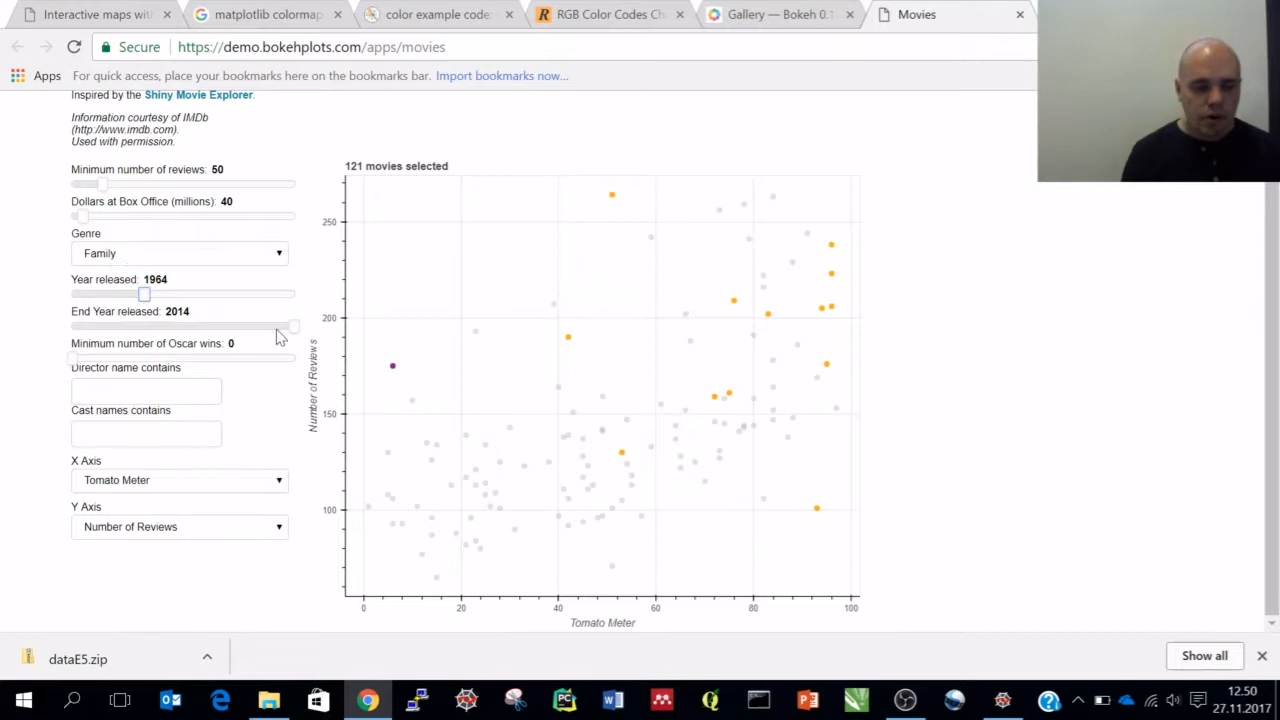 Interactive maps wit
matplotlib colormap
color example code:
RGB Color Codes Ch
Gallery — Bokeh 0.1
Movies
Secure
https://demo.bokehplots.com/apps/movies
Apps
For quick access, place your bookmarks here on the bookmarks bar. Import bookmarks now...
Inspired by the Shiny Movie Explorer.
Information courtesy of IMDb
(http://www.imdb.com).
Used with permission.
Minimum number of reviews: 50
Dollars at Box Office (millions): 40
Genre
Family
Year released: 1964
End Year released: 2014
Minimum number of Oscar wins: 0
Director name contains
Cast names contains
X Axis
Tomato Meter
Y Axis
Number of Reviews
121 movies selected
250
200
150
100
Number of Reviews
0 20 40 60 80 100
Tomato Meter
dataE5.zip
Show all
12.50
27.11.2017